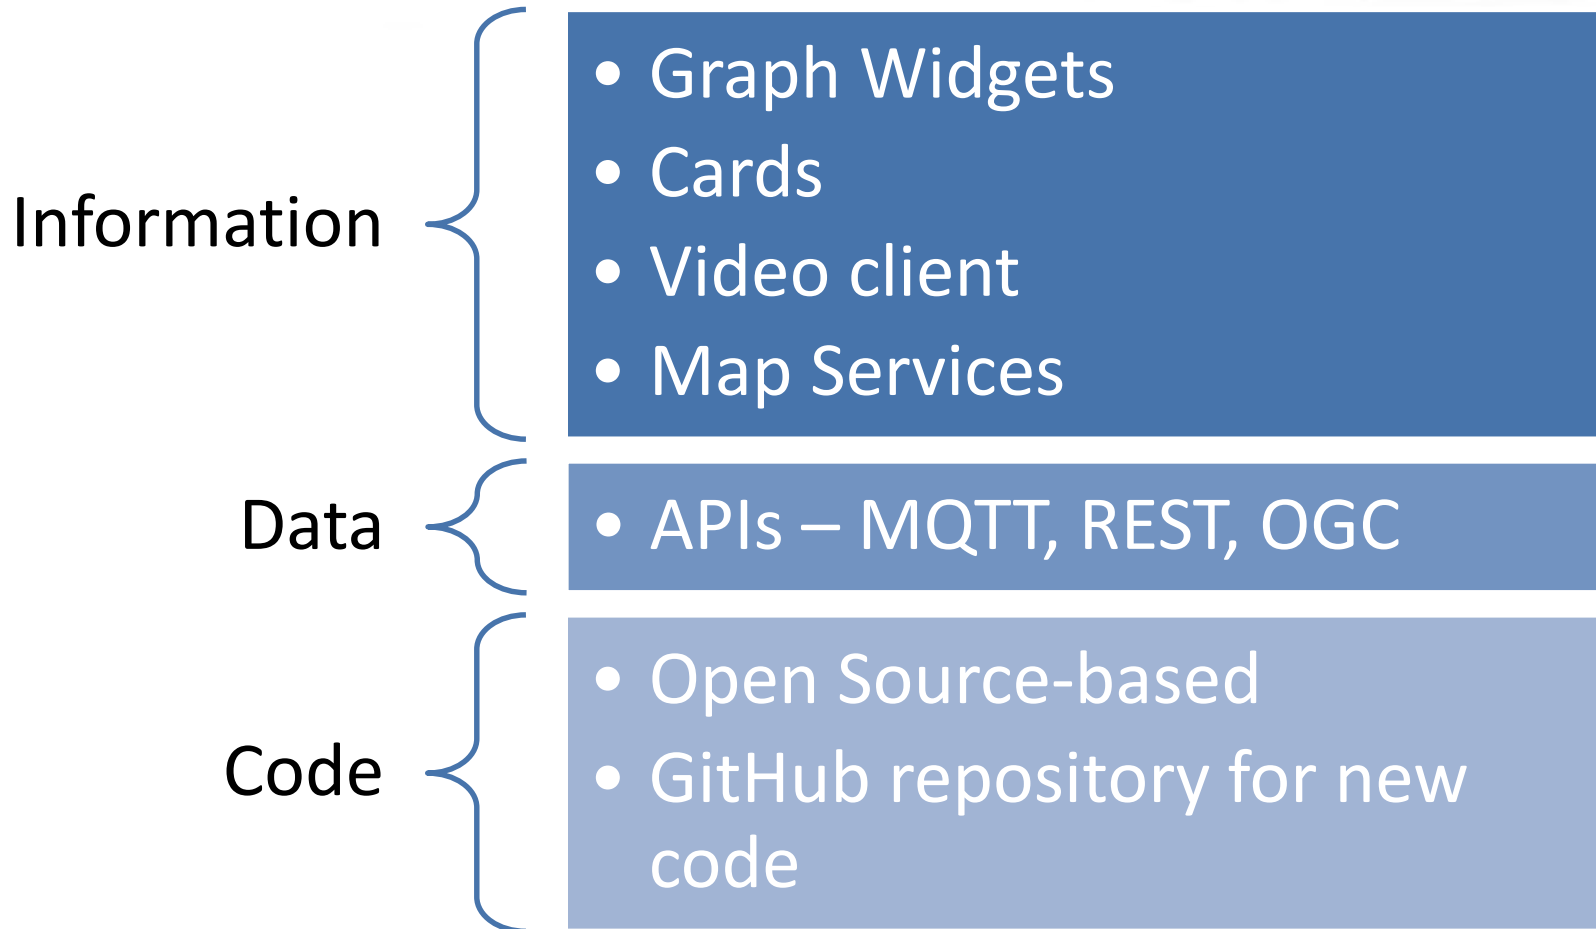 Information
• Graph Widgets
• Cards
• Video client
• Map Services
Data
• APIs – MQTT, REST, OGC
Code
• Open Source-based
• GitHub repository for new
code